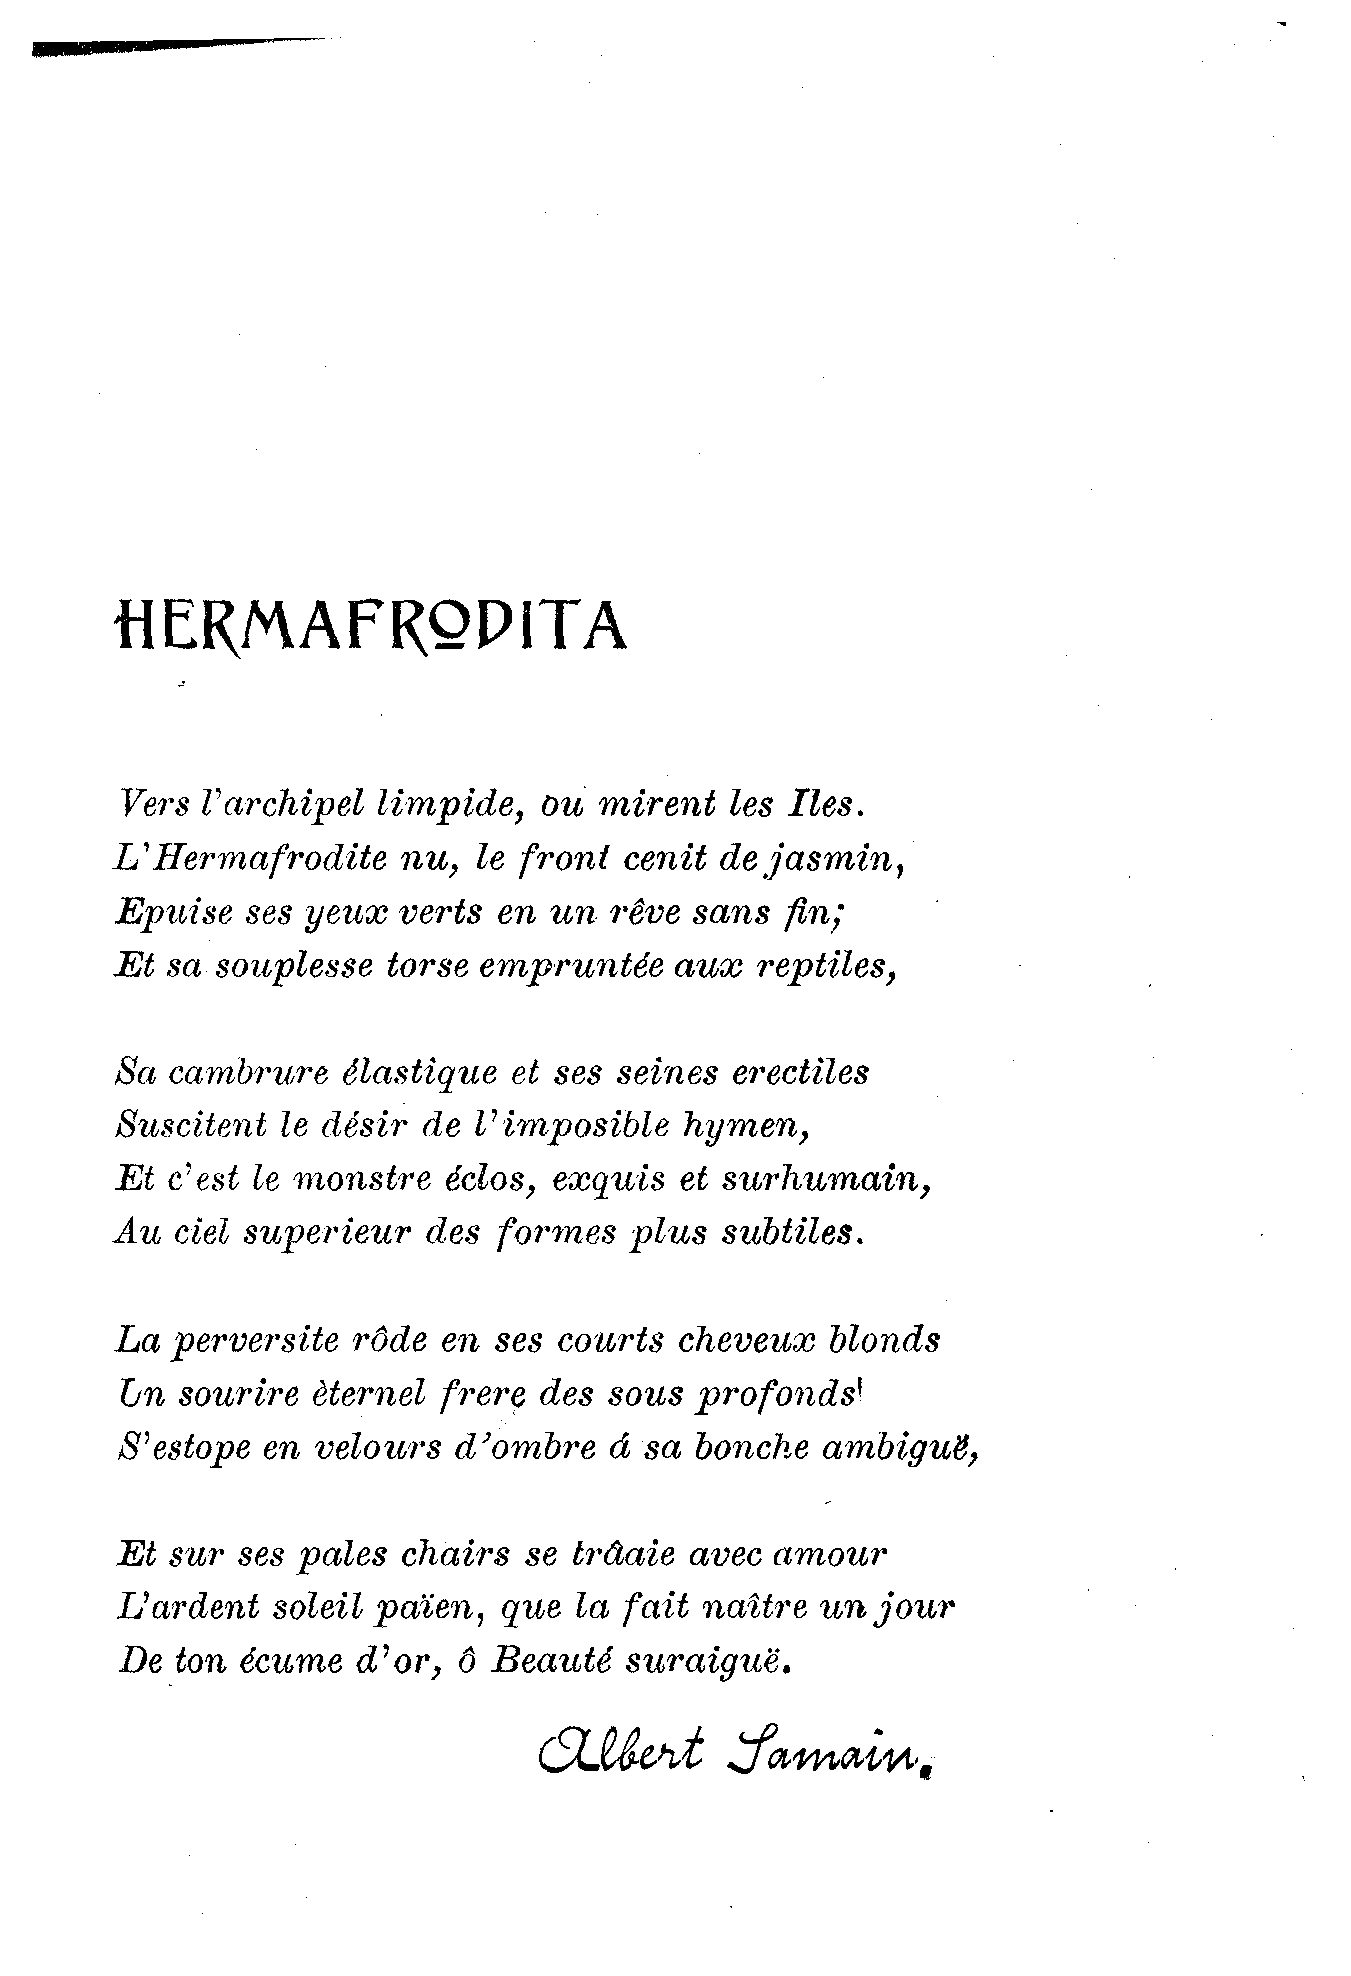 HERMAFRODITA
Vers l'archipel limpide, ou mirent les Iles.
L'Hermafrodite nu, le front cenit de jasmin,
Epuise ses yeux verts en un rêve sans fin;
Et sa souplesse torse empruntée aux reptiles,
Sa cambrure élastique et ses seines erectiles
Suscitent le désir de l'imposible hymen,
Et c'est le monstre éclos, exquis et surhumain,
Au ciel superieur des formes plus subtiles.
La perversite rôde en ses courts cheveux blonds
Un sourire èternel frere des sous profonds!
S'estope en velours d'ombre á sa bonche ambiguë,
Et sur ses pales chairs se trâaie avec amour
L'ardent soleil païen, que la fait naître un jour
De ton écume d'or, ô Beauté suraiguë.
Albert Samain.